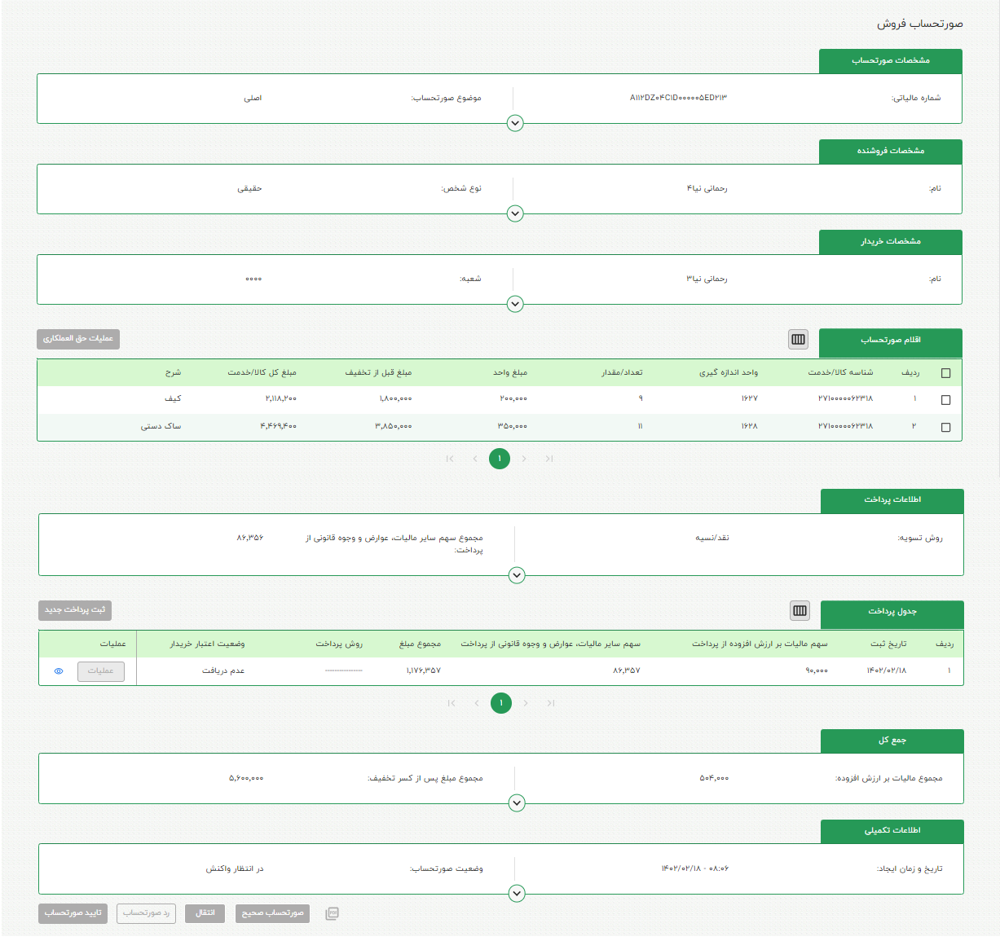 صورتحساب فروش
مشخصات صورتحساب
شماره مالیاتی: A۱۱۲DZ۰۴C۱D۰۰۰۰۰۵ED۲۱۳ موضوع صورتحساب: اصلی
مشخصات فروشنده
نام: رحمانی نیا۴ نوع شخص: حقیقی
مشخصات خریدار
نام: رحمانی نیا۳ شعبه: ۰۰۰۰
اقلام صورتحساب عملیات حق العملکاری
ردیف شناسه کالا/خدمت واحد اندازه گیری تعداد/مقدار مبلغ واحد مبلغ قبل از تخفیف مبلغ کل کالا/خدمت شرح
۱ ۲۷۱۰۰۰۰۰۶۲۳۱۸ ۱۶۲۷ ۹ ۲۰۰,۰۰۰ ۱,۸۰۰,۰۰۰ ۲,۱۱۸,۲۰۰ کیف
۲ ۲۷۱۰۰۰۰۰۶۲۳۱۸ ۱۶۲۸ ۱۱ ۳۵۰,۰۰۰ ۳,۸۵۰,۰۰۰ ۴,۴۶۹,۴۰۰ ساک دستی
۱
اطلاعات پرداخت
روش تسویه: نقد/نسیه مجموع سهم سایر مالیات، عوارض و وجوه قانونی از ۸۶,۳۵۶
پرداخت:
جدول پرداخت ثبت پرداخت جدید
ردیف تاریخ ثبت سهم مالیات بر ارزش افزوده از پرداخت سهم سایر مالیات، عوارض و وجوه قانونی از پرداخت مجموع مبلغ روش پرداخت وضعیت اعتبار خریدار عملیات
۱ ۱۴۰۲/۰۲/۱۸ ۹۰,۰۰۰ ۸۶,۳۵۷ ۱,۱۷۶,۳۵۷ ---------------- عدم دریافت عملیات
۱
جمع کل
مجموع مالیات بر ارزش افزوده: ۵۰۴,۰۰۰ مجموع مبلغ پس از کسر تخفیف: ۵,۶۰۰,۰۰۰
اطلاعات تکمیلی
تاریخ و زمان ایجاد: ۰۸:۰۶ - ۱۴۰۲/۰۲/۱۸ وضعیت صورتحساب: در انتظار واکنش
PDF صورتحساب صحیح انتقال رد صورتحساب تایید صورتحساب